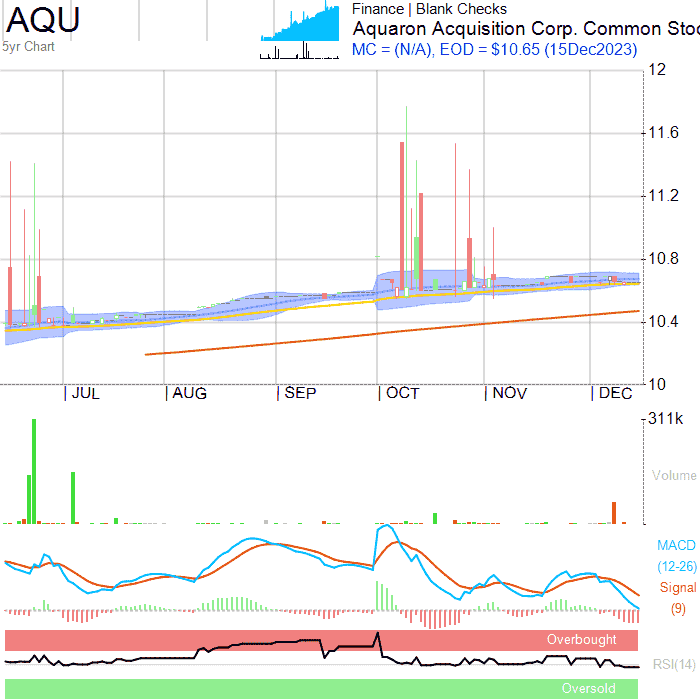 AQU
5yr Chart
Finance | Blank Checks
Aquaron Acquisition Corp. Common Stoc
MC = (N/A), EOD = $10.65 (15Dec2023)
12
11.6
11.2
10.8
10.4
10
JUL AUG SEP OCT NOV DEC
311k
Volume
MACD
(12-26)
Signal
(9)
Overbought
RSI(14)
Oversold